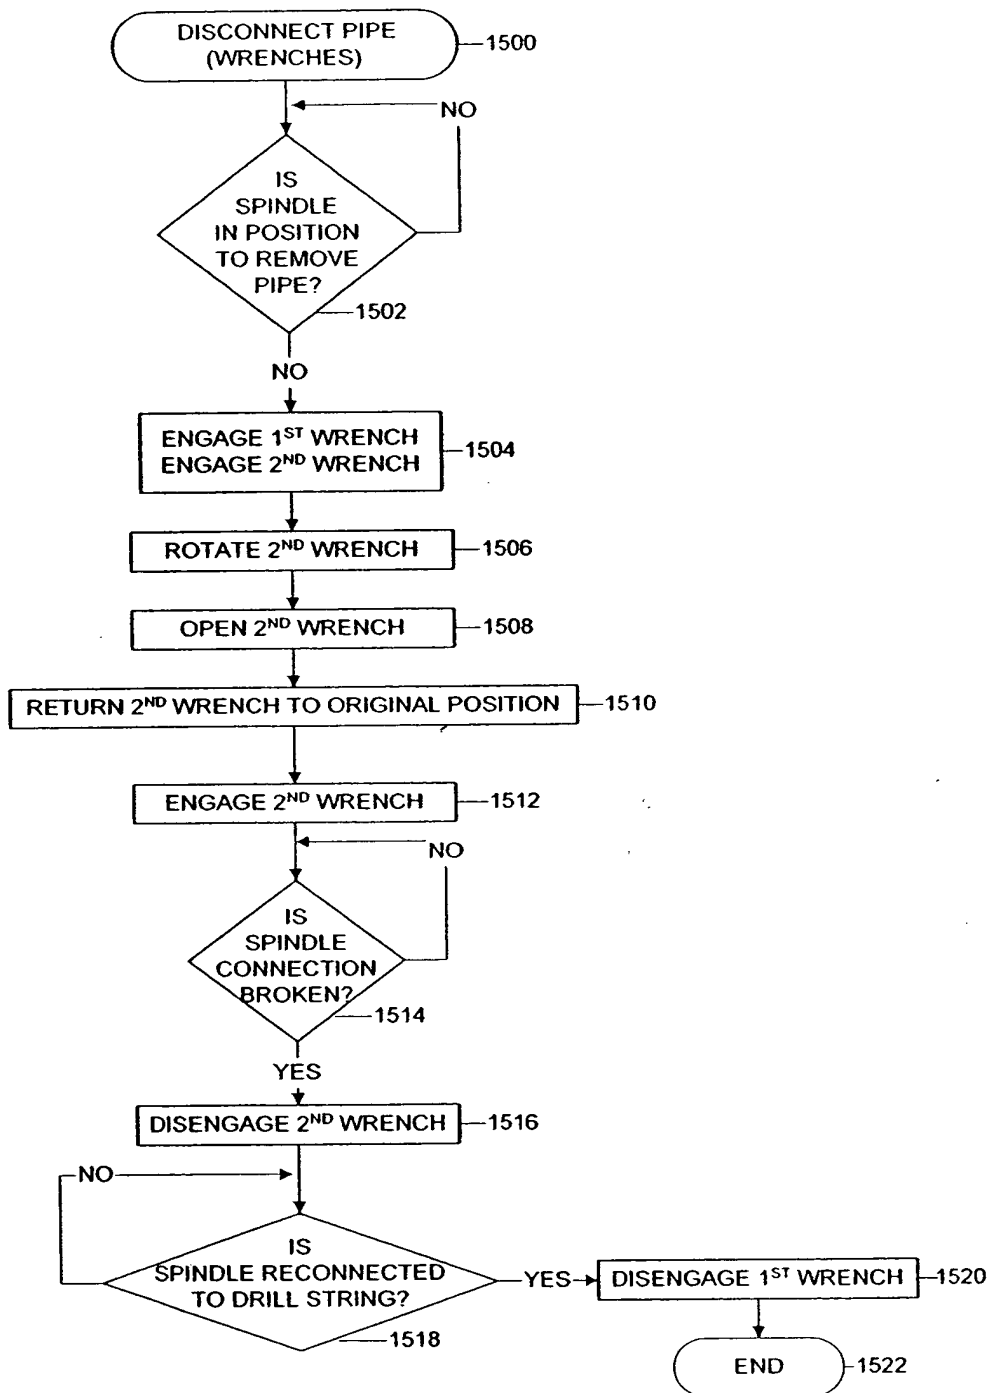 DISCONNECT PIPE
(WRENCHES)
1500
NO
IS
SPINDLE
IN POSITION
TO REMOVE
PIPE?
1502
NO
ENGAGE 1ST WRENCH
ENGAGE 2ND WRENCH
1504
ROTATE 2ND WRENCH
1506
OPEN 2ND WRENCH
1508
RETURN 2ND WRENCH TO ORIGINAL POSITION
1510
ENGAGE 2ND WRENCH
1512
NO
IS
SPINDLE
CONNECTION
BROKEN?
1514
YES
DISENGAGE 2ND WRENCH
1516
NO
IS
SPINDLE RECONNECTED
TO DRILL STRING?
1518
YES
DISENGAGE 1ST WRENCH
1520
END
1522